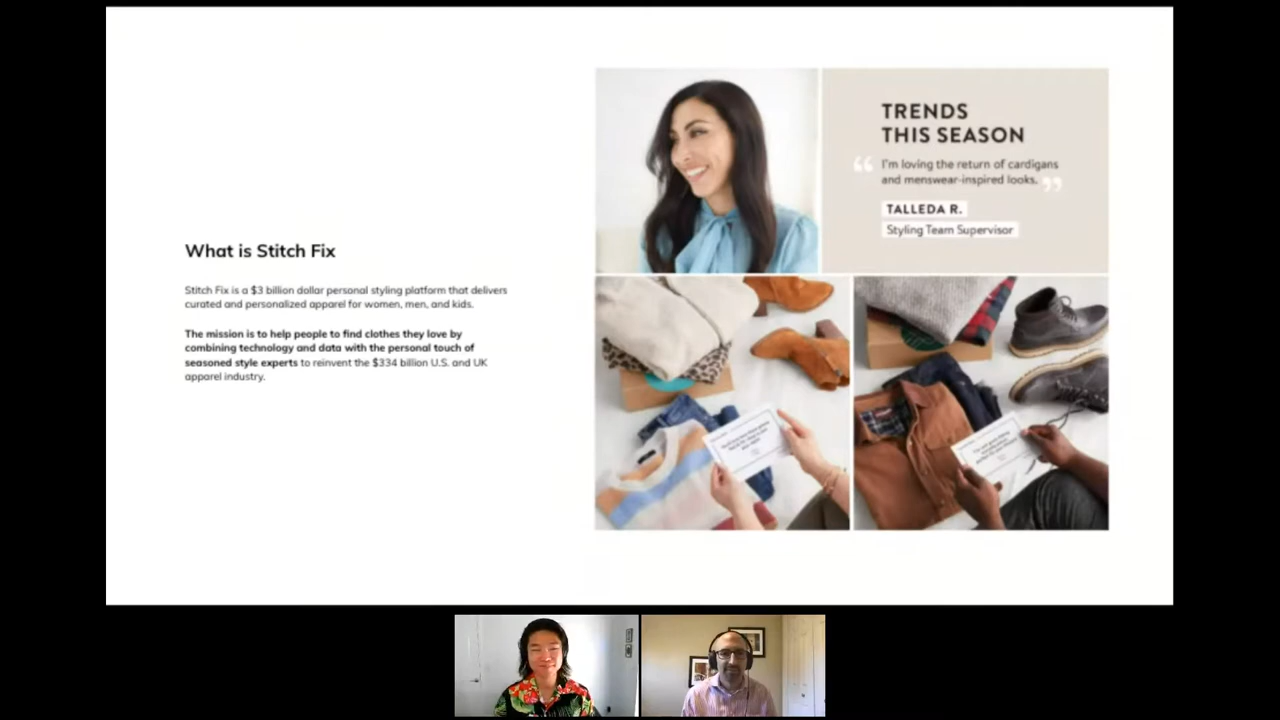 What is Stitch Fix
Stitch Fix is a $3 billion dollar personal styling platform that delivers
curated and personalized apparel for women, men, and kids.
The mission is to help people to find clothes they love by
combining technology and data with the personal touch of
seasoned style experts to reinvent the $334 billion U.S. and UK
apparel industry.
TRENDS
THIS SEASON
“ I'm loving the return of cardigans
and menswear-inspired looks. ”
TALLEDA R.
Styling Team Supervisor